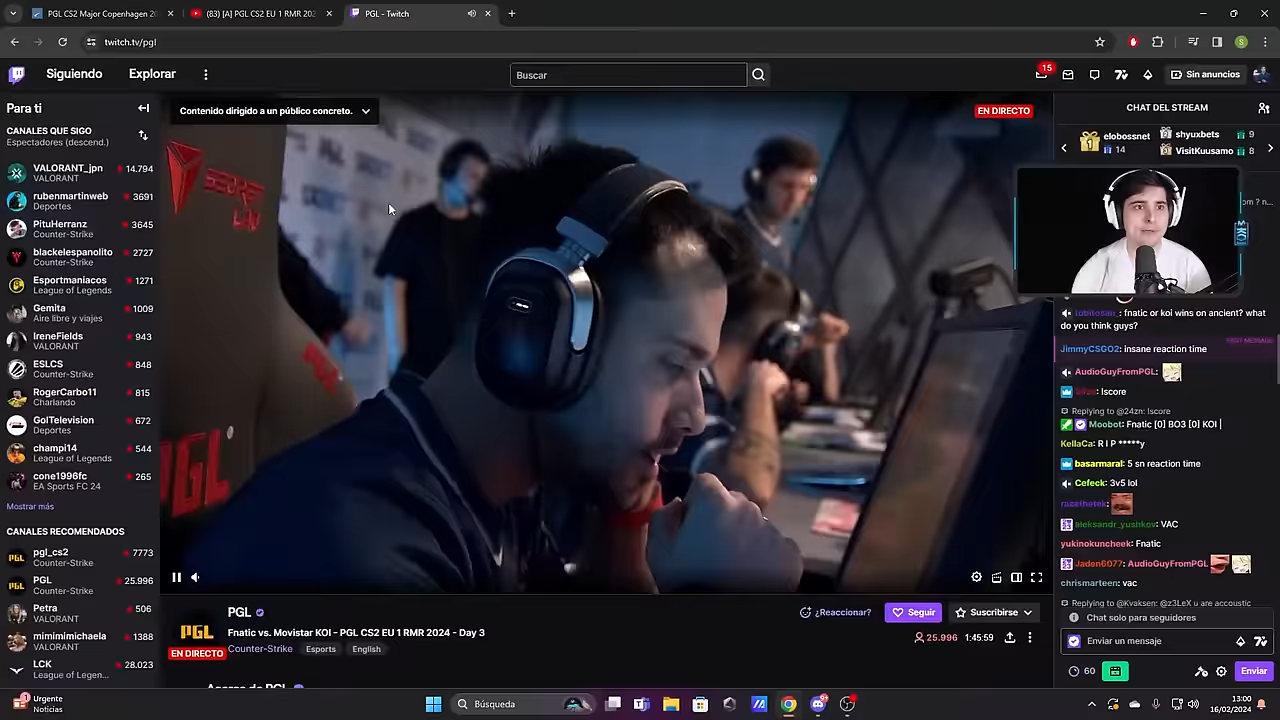 PGL CS2 Major Copenhagen 20
(83) [A] PGL CS2 EU 1 RMR 202
PGL - Twitch
twitch.tv/pgl
S
Siguiendo
Explorar
Buscar
15
Sin anuncios
Para ti
CANALES QUE SIGO
Espectadores (descend.)
VALORANT_jpn 14.794
VALORANT
rubenmartinweb 3691
Deportes
PituHerranz 3645
Counter-Strike
blackelespanolito 2727
Counter-Strike
Esportmaniacos 1271
League of Legends
Gemita 1009
Aire libre y viajes
IreneFields 943
VALORANT
ESLCS 848
Counter-Strike
RogerCarbo11 815
Charlando
GolTelevision 672
Deportes
champi14 544
League of Legends
cone1996fc 265
EA Sports FC 24
Mostrar más
CANALES RECOMENDADOS
pgl_cs2 7773
Counter-Strike
PGL 25.996
Counter-Strike
Petra 506
VALORANT
mimimimichaela 1388
VALORANT
LCK 28.023
League of Legen...
Contenido dirigido a un público concreto.
EN DIRECTO
PGL
PGL
EN DIRECTO
PGL
Fnatic vs. Movistar KOI - PGL CS2 EU 1 RMR 2024 - Day 3
Counter-Strike Esports English
¿Reaccionar?
Seguir
Suscribirse
25.996 1:45:59
CHAT DEL STREAM
1 elobossnet 14
2 shyuxbets 9
VisitKuusamo 8
KOI
fnatic or koi wins on ancient? what
do you think guys?
FIRST MESSAGE
JimmyCSGO2: insane reaction time
AudioGuyFromPGL:
!score
Replying to @24zn: !score
Moobot: Fnatic [0] BO3 [0] KOI |
KellaCa: R I P *****y
basarmaral: 5 sn reaction time
Cefeck: 3v5 lol
aleksandr_yushkov: VAC
yukinokuncheek: Fnatic
Jaden6077: AudioGuyFromPGL
chrismarteen: vac
Replying to @Kvaksen: @z3LeX u are accoustic
Chat solo para seguidores
Enviar un mensaje
60
Enviar
1
Urgente
Noticias
Búsqueda
13:00
16/02/2024